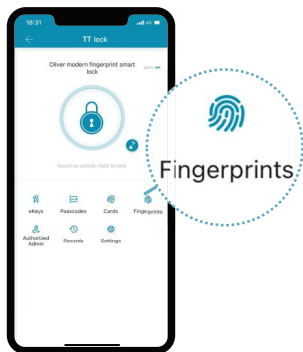 18:31
4G
TT lock
Oliver modern fingerprint smart
lock
touch to unlock, hold to lock
eKeys Passcodes Cards Fingerprints
Authorized
Admin
Records Settings
Fingerprints